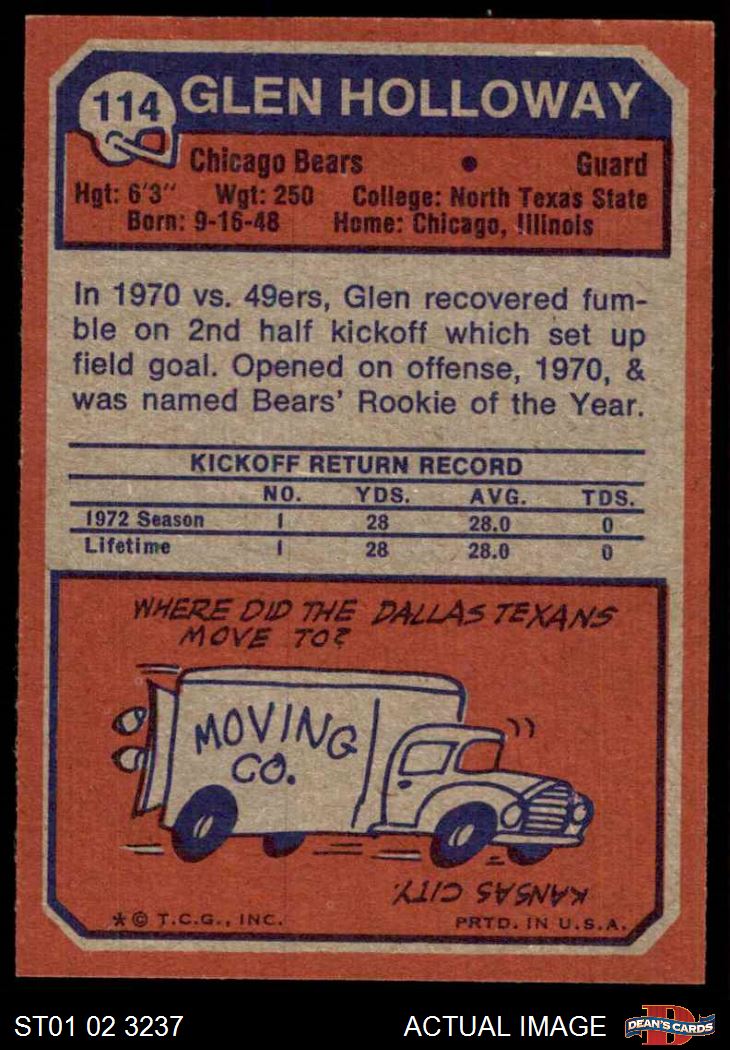 114 GLEN HOLLOWAY
Chicago Bears • Guard
Hgt: 6'3" Wgt: 250 College: North Texas State
Born: 9-16-48 Home: Chicago, Illinois
In 1970 vs. 49ers, Glen recovered fum-
ble on 2nd half kickoff which set up
field goal. Opened on offense, 1970, &
was named Bears' Rookie of the Year.
KICKOFF RETURN RECORD
NO. YDS. AVG. TDS.
1972 Season 1 28 28.0 0
Lifetime 1 28 28.0 0
WHERE DID THE DALLAS TEXANS
MOVE TO?
MOVING
CO.
KANSAS CITY.
* © T.C.G., INC. PRTD. IN U.S.A.
ST01 02 3237 ACTUAL IMAGE D DEAN'S CARDS